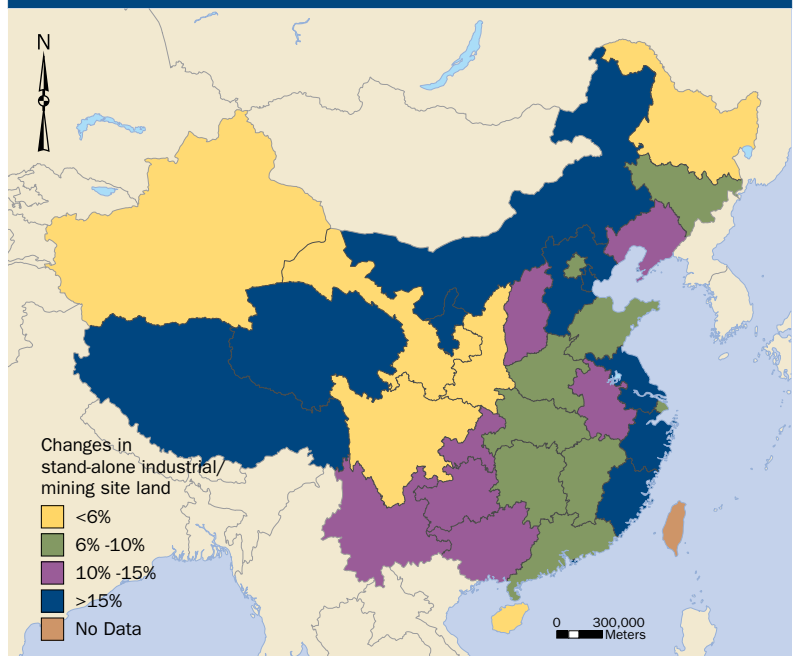 N
Changes in
stand-alone industrial/
mining site land
<6%
6% -10%
10% -15%
>15%
No Data
0 300,000
Meters